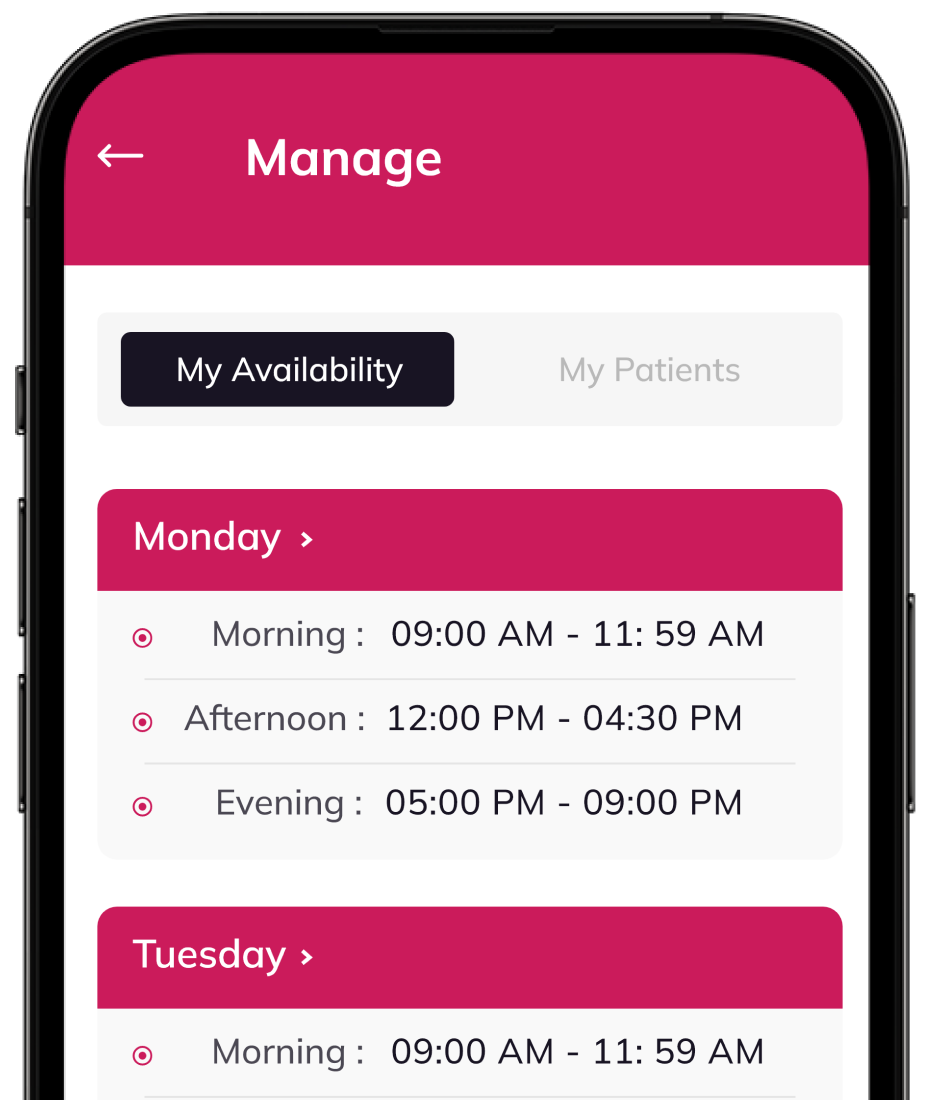 Manage
My Availability My Patients
Monday >
Morning : 09:00 AM - 11: 59 AM
Afternoon : 12:00 PM - 04:30 PM
Evening : 05:00 PM - 09:00 PM
Tuesday >
Morning : 09:00 AM - 11: 59 AM